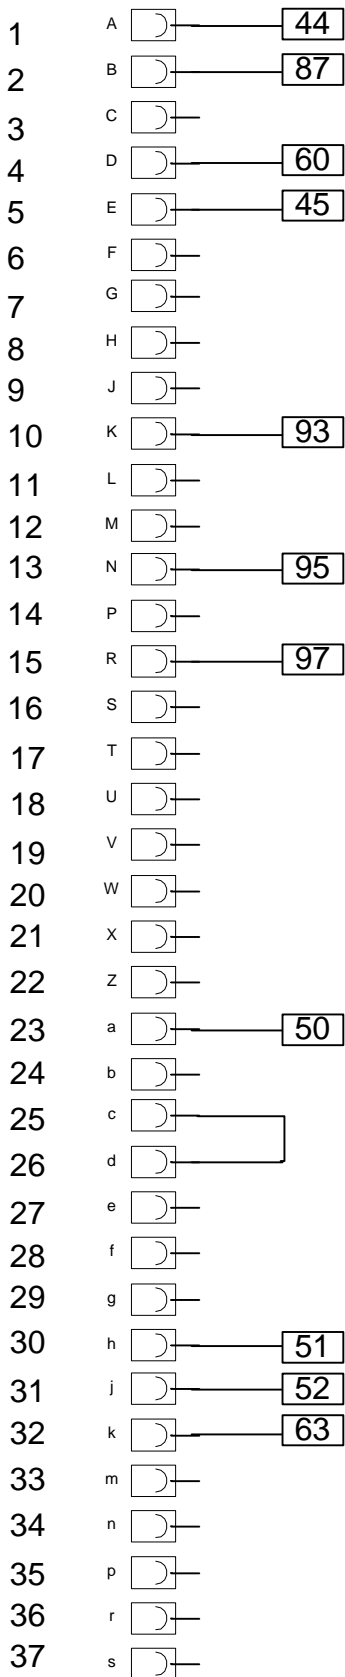 1 A 44
2 B 87
3 C
4 D 60
5 E 45
6 F
7 G
8 H
9 J
10 K 93
11 L
12 M
13 N 95
14 P
15 R 97
16 S
17 T
18 U
19 V
20 W
21 X
22 Z
23 a 50
24 b
25 c
26 d
27 e
28 f
29 g
30 h 51
31 j 52
32 k 63
33 m
34 n
35 p
36 r
37 s